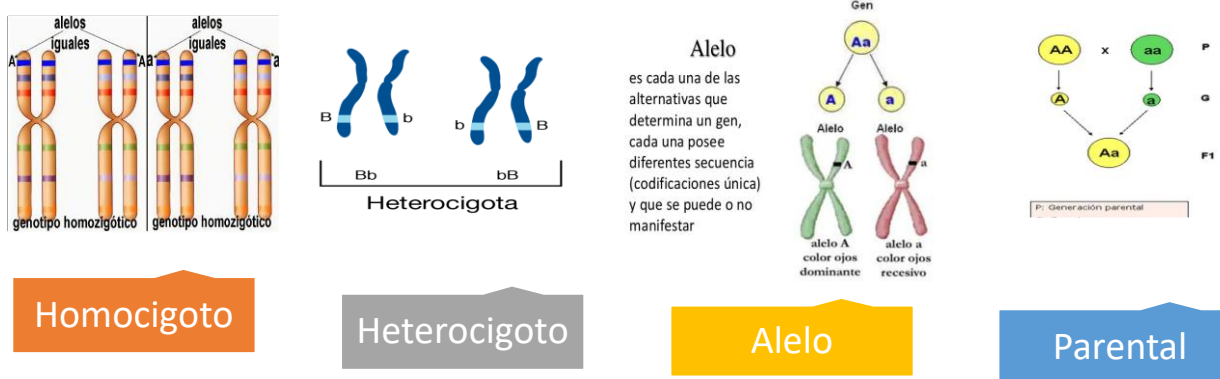 alelos
iguales
A
A
genotipo homozigótico
alelos
iguales
a
a
genotipo homozigótico
B
b
b
B
Bb
bB
Heterocigota
Alelo
es cada una de las
alternativas que
determina un gen,
cada una posee
diferentes secuencia
(codificaciones única)
y que se puede o no
manifestar
Gen
Aa
A
a
Alelo
Alelo
A
a
alelo A
color ojos
dominante
alelo a
color ojos
recesivo
AA x aa P
A a G
Aa F1
P: Generación parental
Homocigoto
Heterocigoto
Alelo
Parental